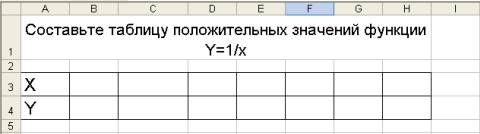 A B C D E F G H I
1 Составьте таблицу положительных значений функции
Y=1/x
2
3 X
4 Y
5